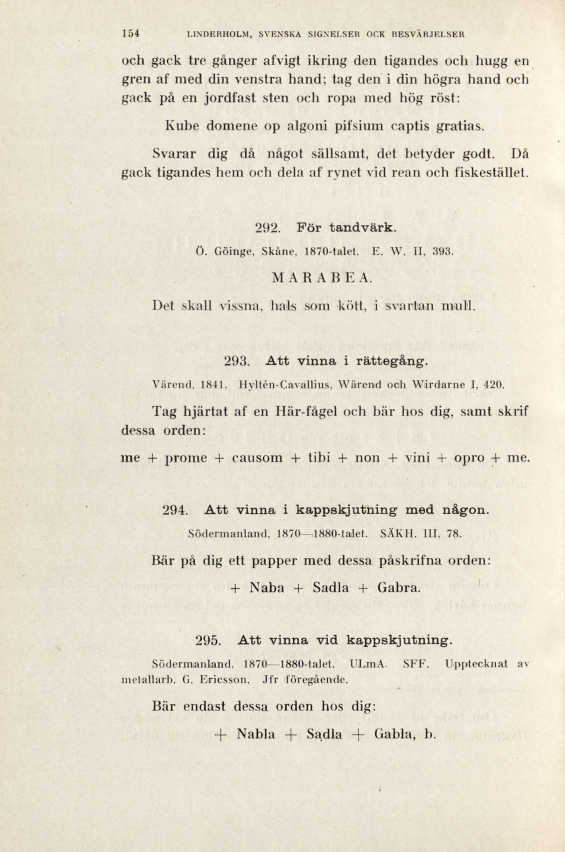 154 LINDERHOLM, SVENSKA SIGNELSER OCK BESVÄRJELSER
och gack tre gånger afvigt ikring den tigandes och hugg en
gren af med din venstra hand; tag den i din högra hand och
gack på en jordfast sten och ropa med hög röst:
Kube domene op algoni pifsium captis gratias.
Svarar dig då något sällsamt, det betyder godt. Då
gack tigandes hem och dela af rynet vid rean och fiskestället.
292. För tandvärk.
Ö. Göinge, Skåne, 1870-talet. E. W. II, 393.
MARABEA.
Det skall vissna, hals som kött, i svartan mull.
293. Att vinna i rättegång.
Värend, 1841. Hyltén-Cavallius, Wärend och Wirdarne I, 420.
Tag hjärtat af en Här-fågel och bär hos dig, samt skrif
dessa orden:
me + prome + causom + tibi + non + vini + opro + me.
294. Att vinna i kappskjutning med någon.
Södermanland, 1870—1880-talet. SÄKH. III, 78.
Bär på dig ett papper med dessa påskrifna orden:
+ Naba + Sadla + Gabra.
295. Att vinna vid kappskjutning.
Södermanland, 1870—1880-talet. ULmA. SFF. Upptecknat av
metallarb. G. Ericsson. Jfr föregående.
Bär endast dessa orden hos dig:
+ Nabla + Sadla + Gabla, b.